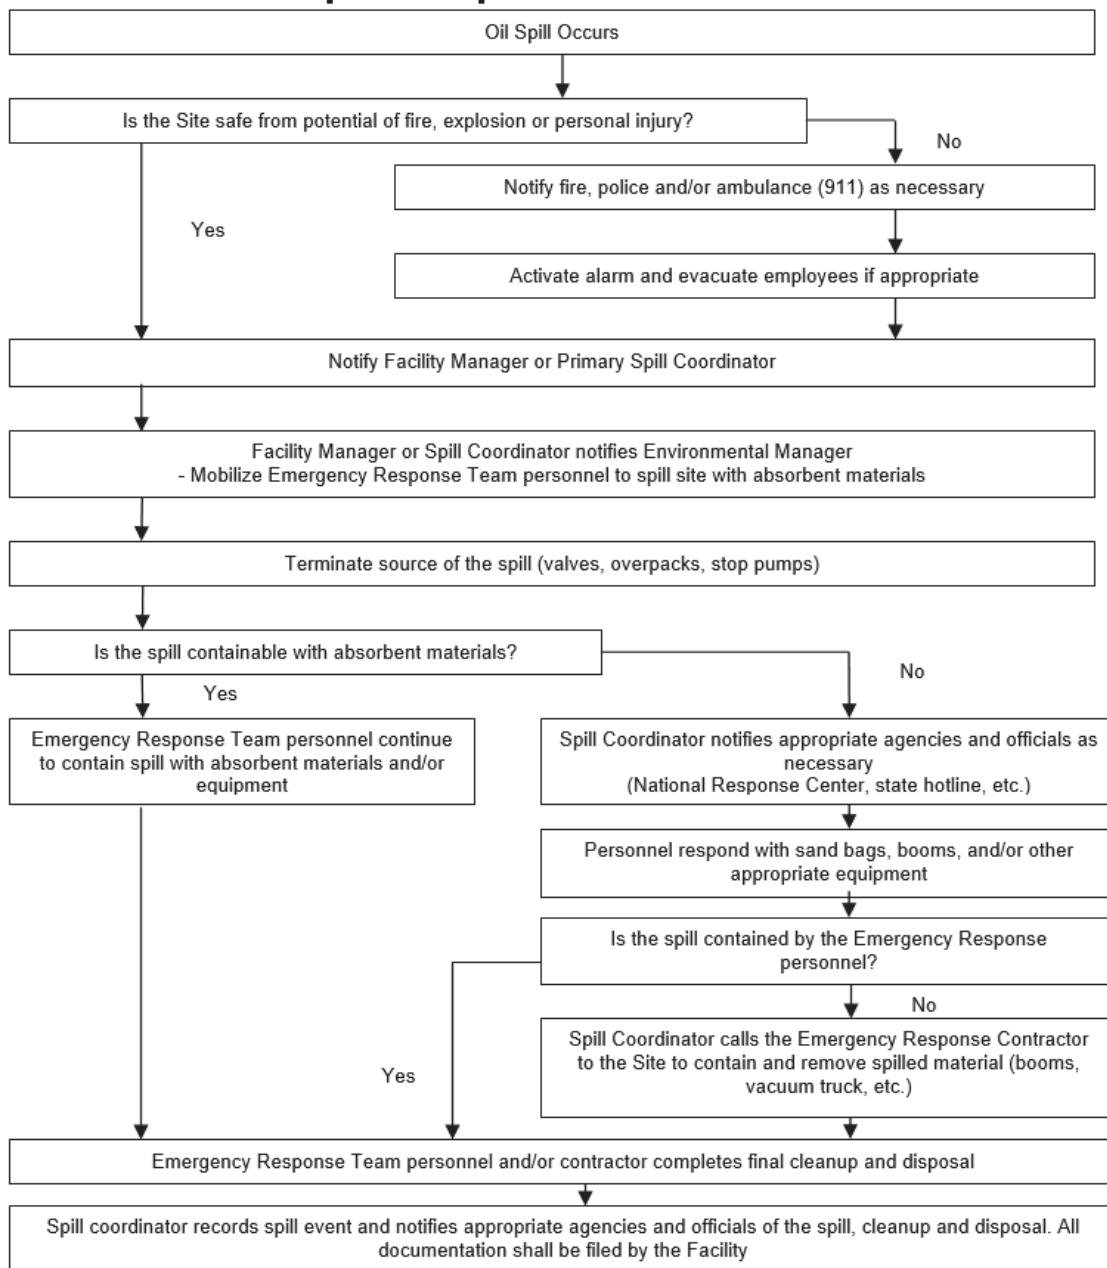 Oil Spill Occurs
Is the Site safe from potential of fire, explosion or personal injury?
No
Notify fire, police and/or ambulance (911) as necessary
Yes
Activate alarm and evacuate employees if appropriate
Notify Facility Manager or Primary Spill Coordinator
Facility Manager or Spill Coordinator notifies Environmental Manager
- Mobilize Emergency Response Team personnel to spill site with absorbent materials
Terminate source of the spill (valves, overpacks, stop pumps)
Is the spill containable with absorbent materials?
No
Yes
Emergency Response Team personnel continue
to contain spill with absorbent materials and/or
equipment
Spill Coordinator notifies appropriate agencies and officials as
necessary
(National Response Center, state hotline, etc.)
Personnel respond with sand bags, booms, and/or other
appropriate equipment
Is the spill contained by the Emergency Response
personnel?
No
Spill Coordinator calls the Emergency Response Contractor
to the Site to contain and remove spilled material (booms,
vacuum truck, etc.)
Yes
Emergency Response Team personnel and/or contractor completes final cleanup and disposal
Spill coordinator records spill event and notifies appropriate agencies and officials of the spill, cleanup and disposal. All
documentation shall be filed by the Facility